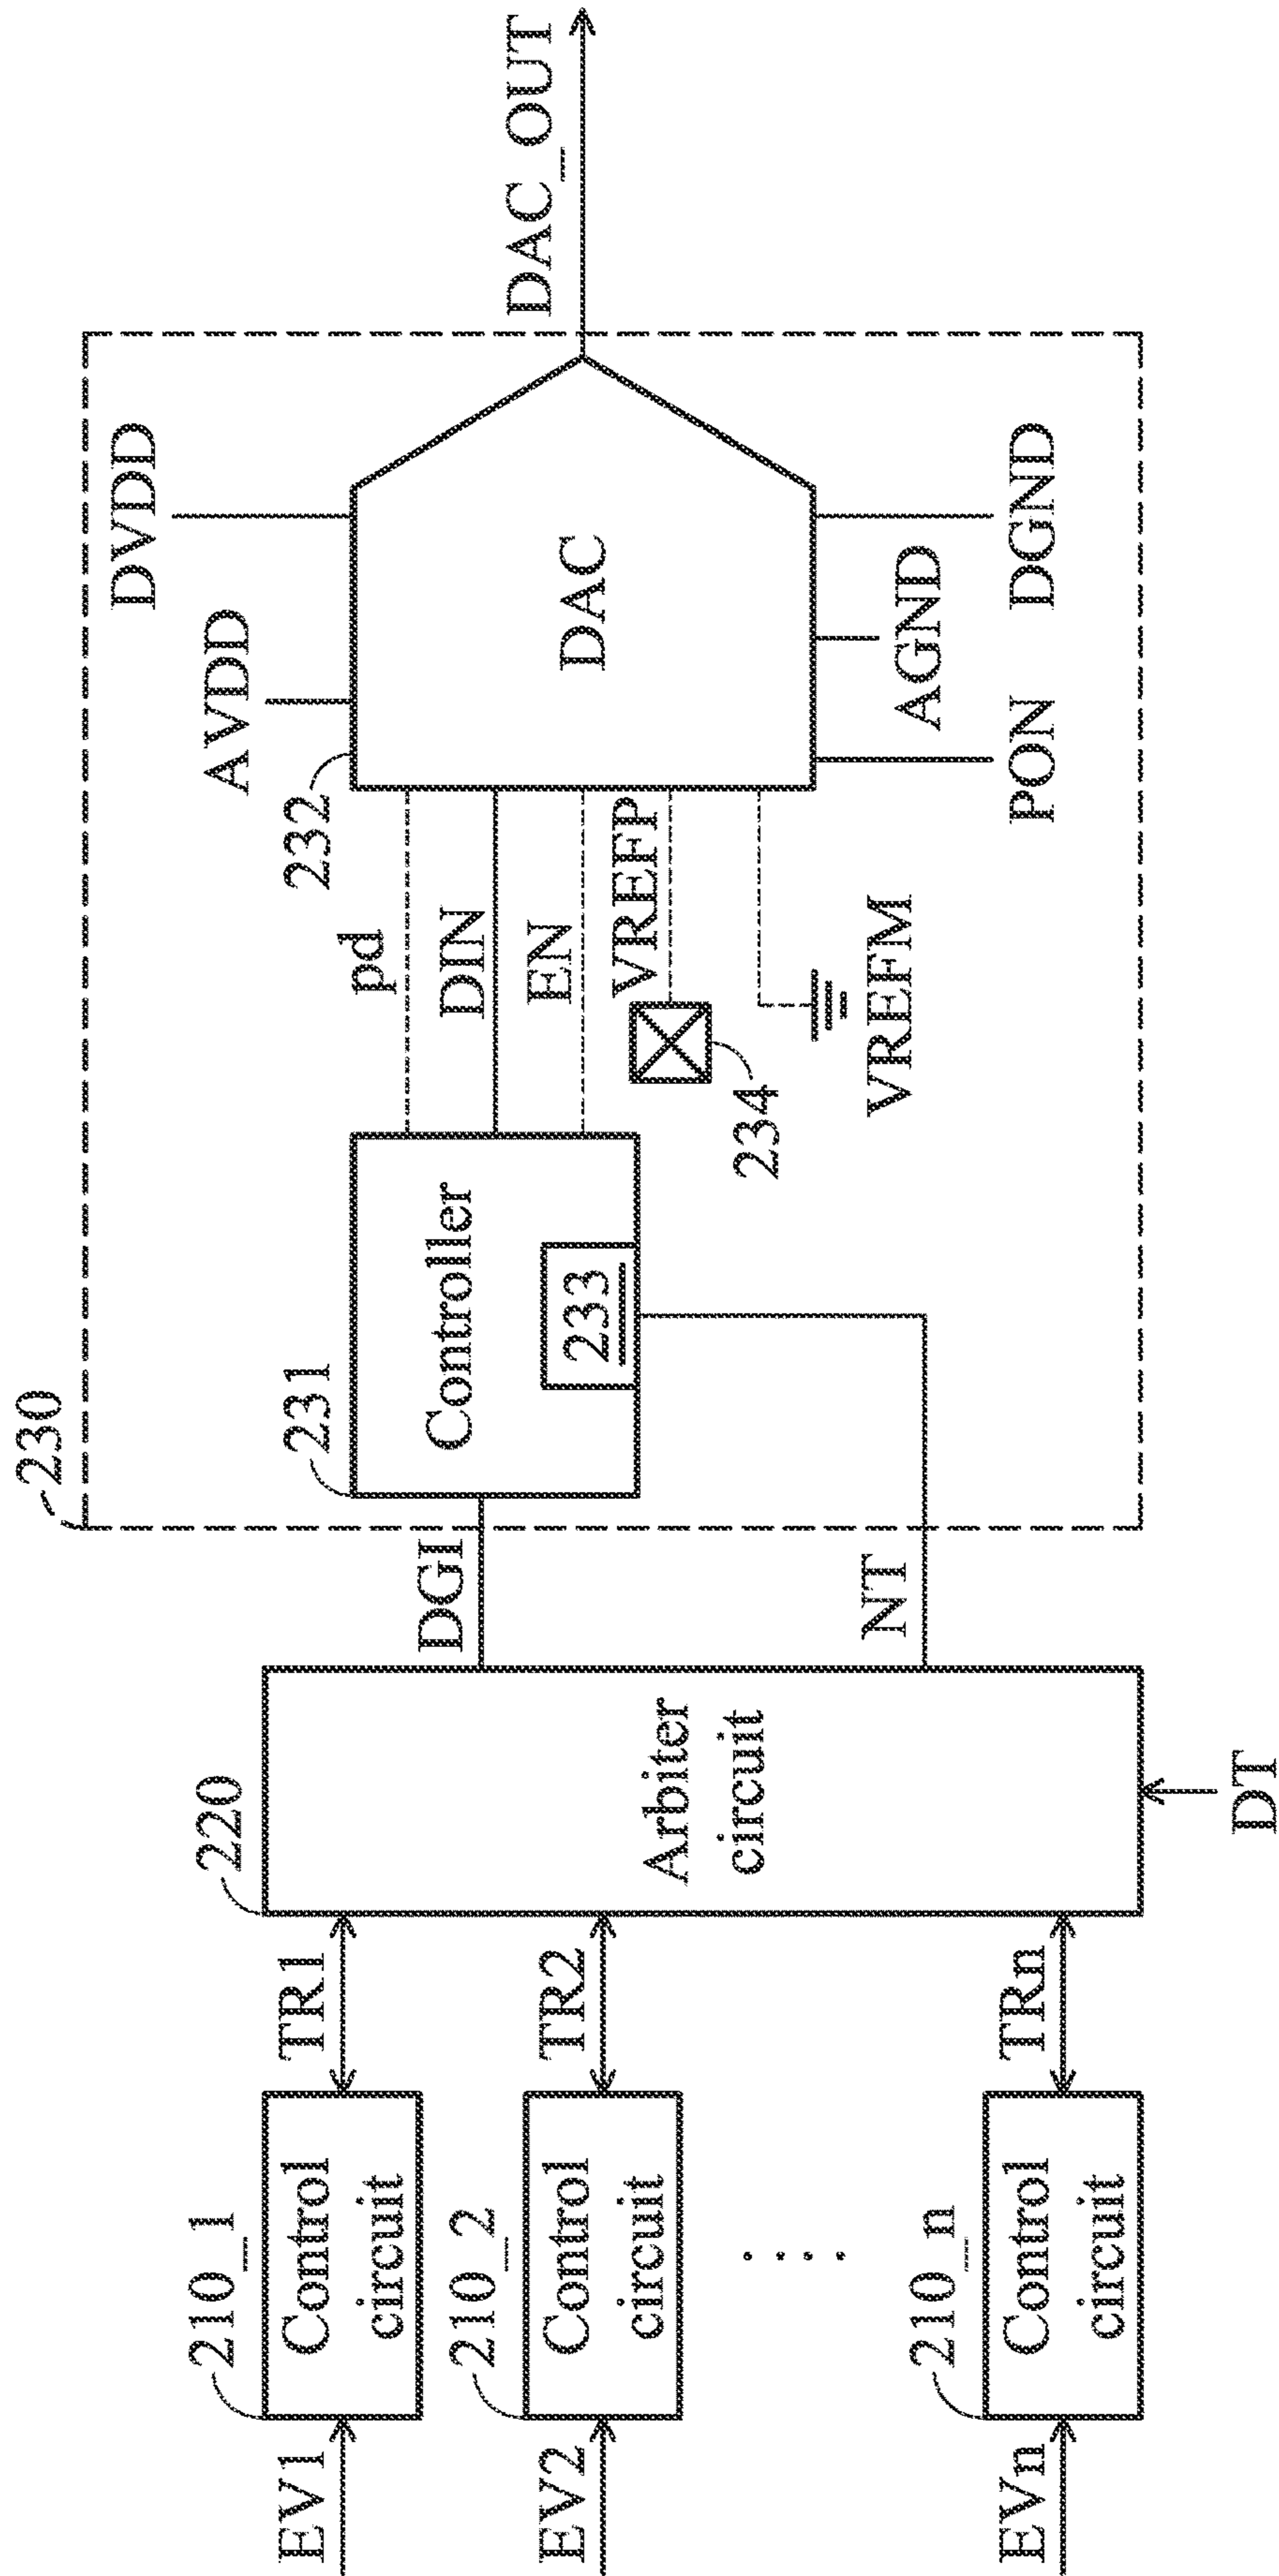 EV1
210_1
Control
circuit
TR1
EV2
210_2
Control
circuit
TR2
EVn
210_n
Control
circuit
TRn
220
Arbiter
circuit
DT
DGI
NT
230
231
Controller
233
pd
DIN
EN
VREFP
234
VREFM
232
DAC
AVDD
DVDD
PON
AGND
DGND
DAC_OUT